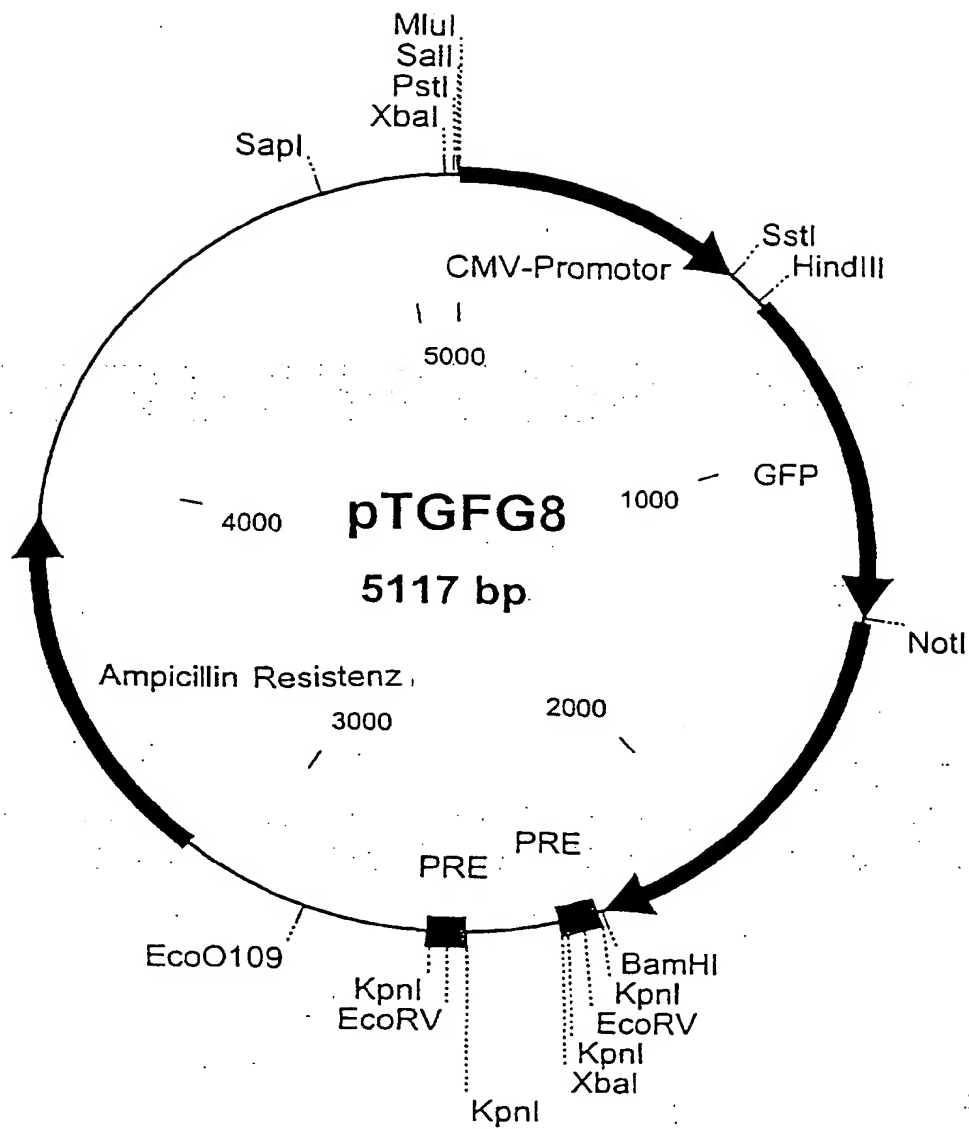 MluI
SalI
PstI
XbaI
SapI
SstI
HindIII
CMV-Promotor
5000
GFP
1000
4000
pTGFG8
5117 bp
NotI
Ampicillin Resistenz
3000
2000
PRE
PRE
EcoO109
BamHI
KpnI
KpnI
EcoRV
EcoRV
KpnI
XbaI
KpnI